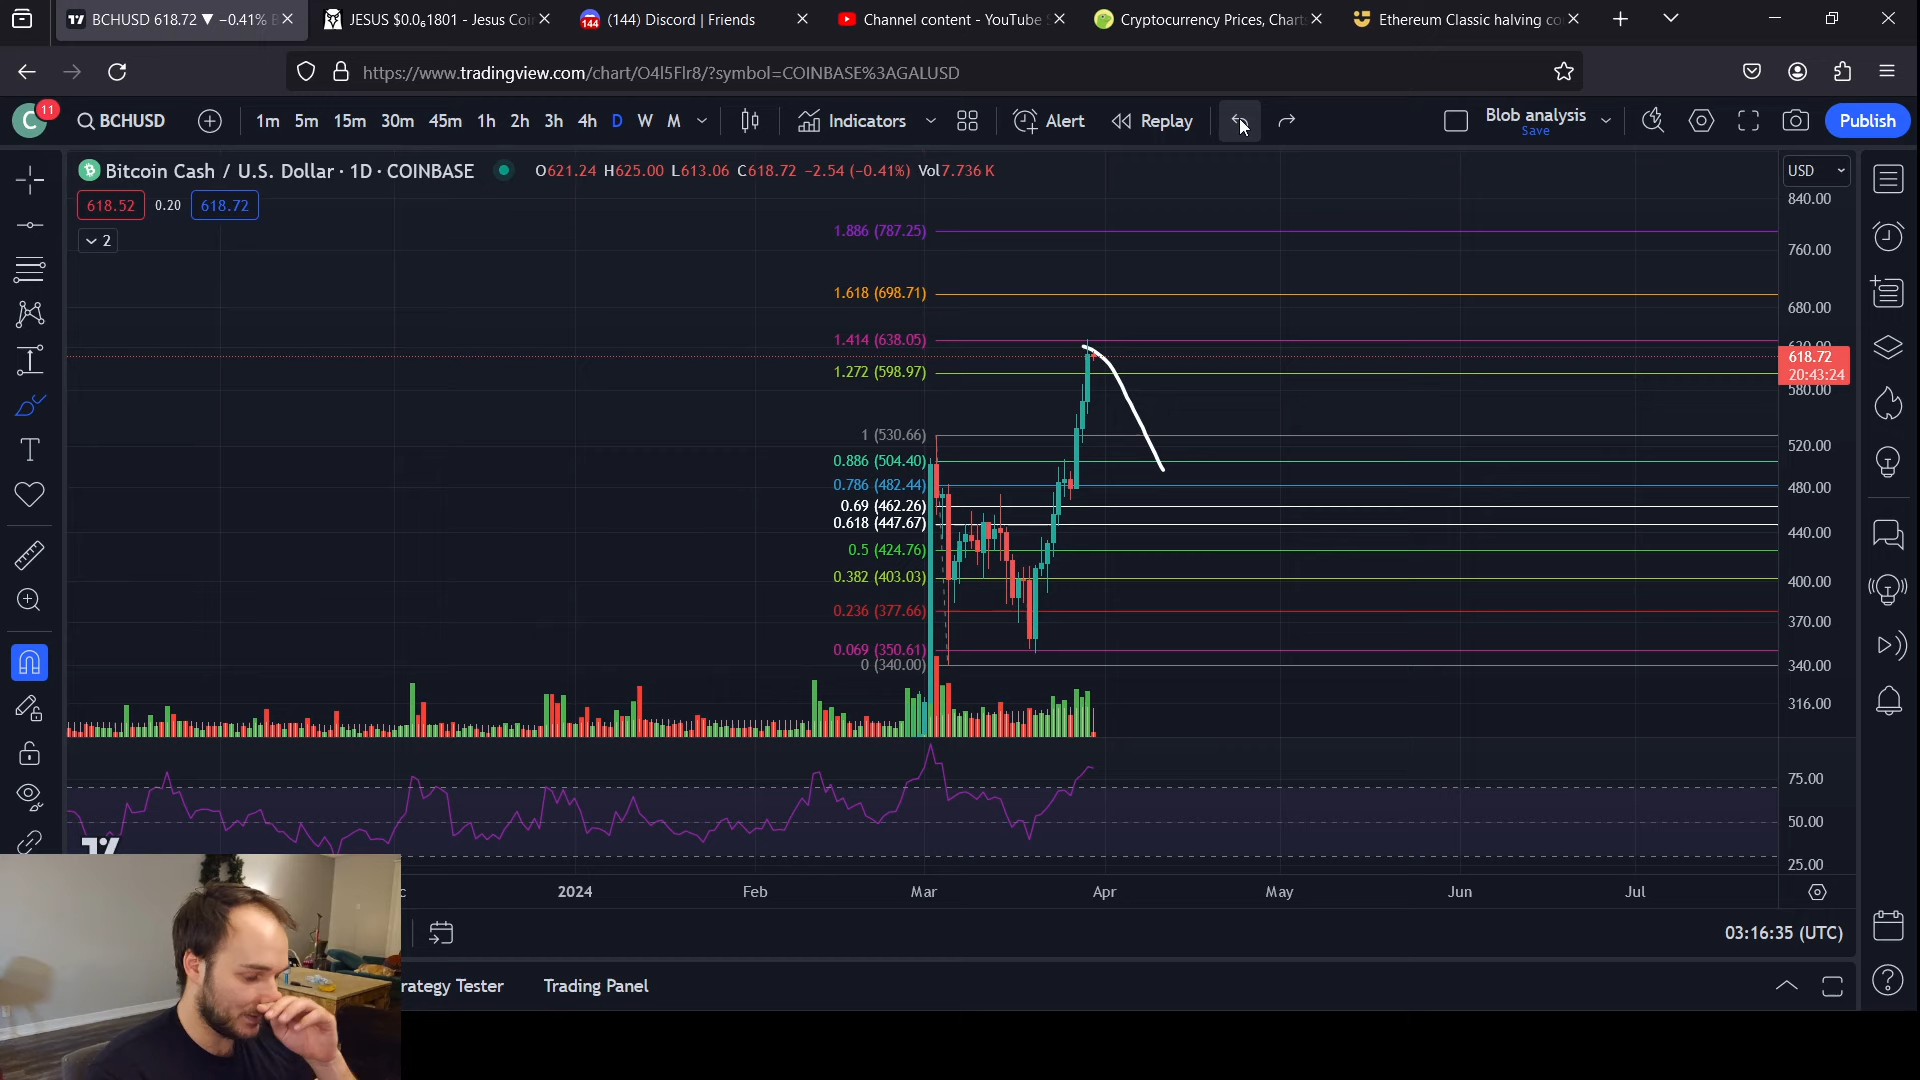 BCHUSD 618.72 ▼ −0.41%
JESUS $0.0₆1801 - Jesus Coi
(144) Discord | Friends
Channel content - YouTube
Cryptocurrency Prices, Chart
Ethereum Classic halving co
https://www.tradingview.com/chart/O4l5Flr8/?symbol=COINBASE%3AGALUSD
C
11
BCHUSD
1m 5m 15m 30m 45m 1h 2h 3h 4h D W M
Indicators
Alert
Replay
Blob analysis
Save
Publish
Bitcoin Cash / U.S. Dollar · 1D · COINBASE
O621.24 H625.00 L613.06 C618.72 −2.54 (−0.41%) Vol7.736 K
618.52 0.20 618.72
2
USD
840.00
1.886 (787.25)
760.00
1.618 (698.71)
680.00
1.414 (638.05)
620.00
618.72
20:43:24
1.272 (598.97)
580.00
1 (530.66)
520.00
0.886 (504.40)
0.786 (482.44)
480.00
0.69 (462.26)
0.618 (447.67)
440.00
0.5 (424.76)
0.382 (403.03)
400.00
0.236 (377.66)
370.00
0.069 (350.61)
0 (340.00)
340.00
316.00
75.00
50.00
25.00
2024 Feb Mar Apr May Jun Jul
03:16:35 (UTC)
rategy Tester
Trading Panel